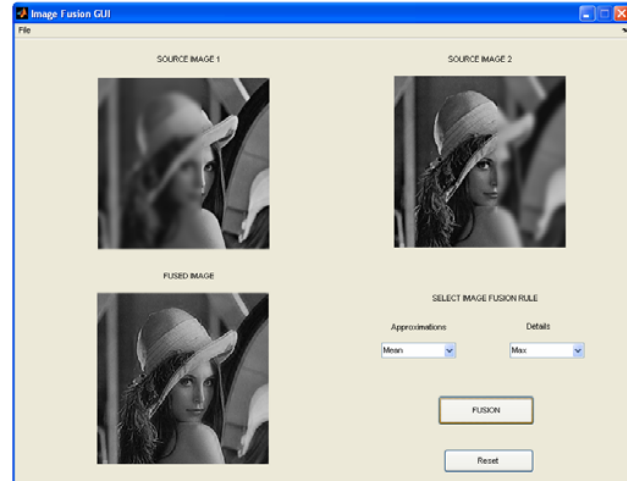 Image Fusion GUI
File
SOURCE IMAGE 1
SOURCE IMAGE 2
FUSED IMAGE
SELECT IMAGE FUSION RULE
Approximations
Details
Mean
Max
FUSION
Reset